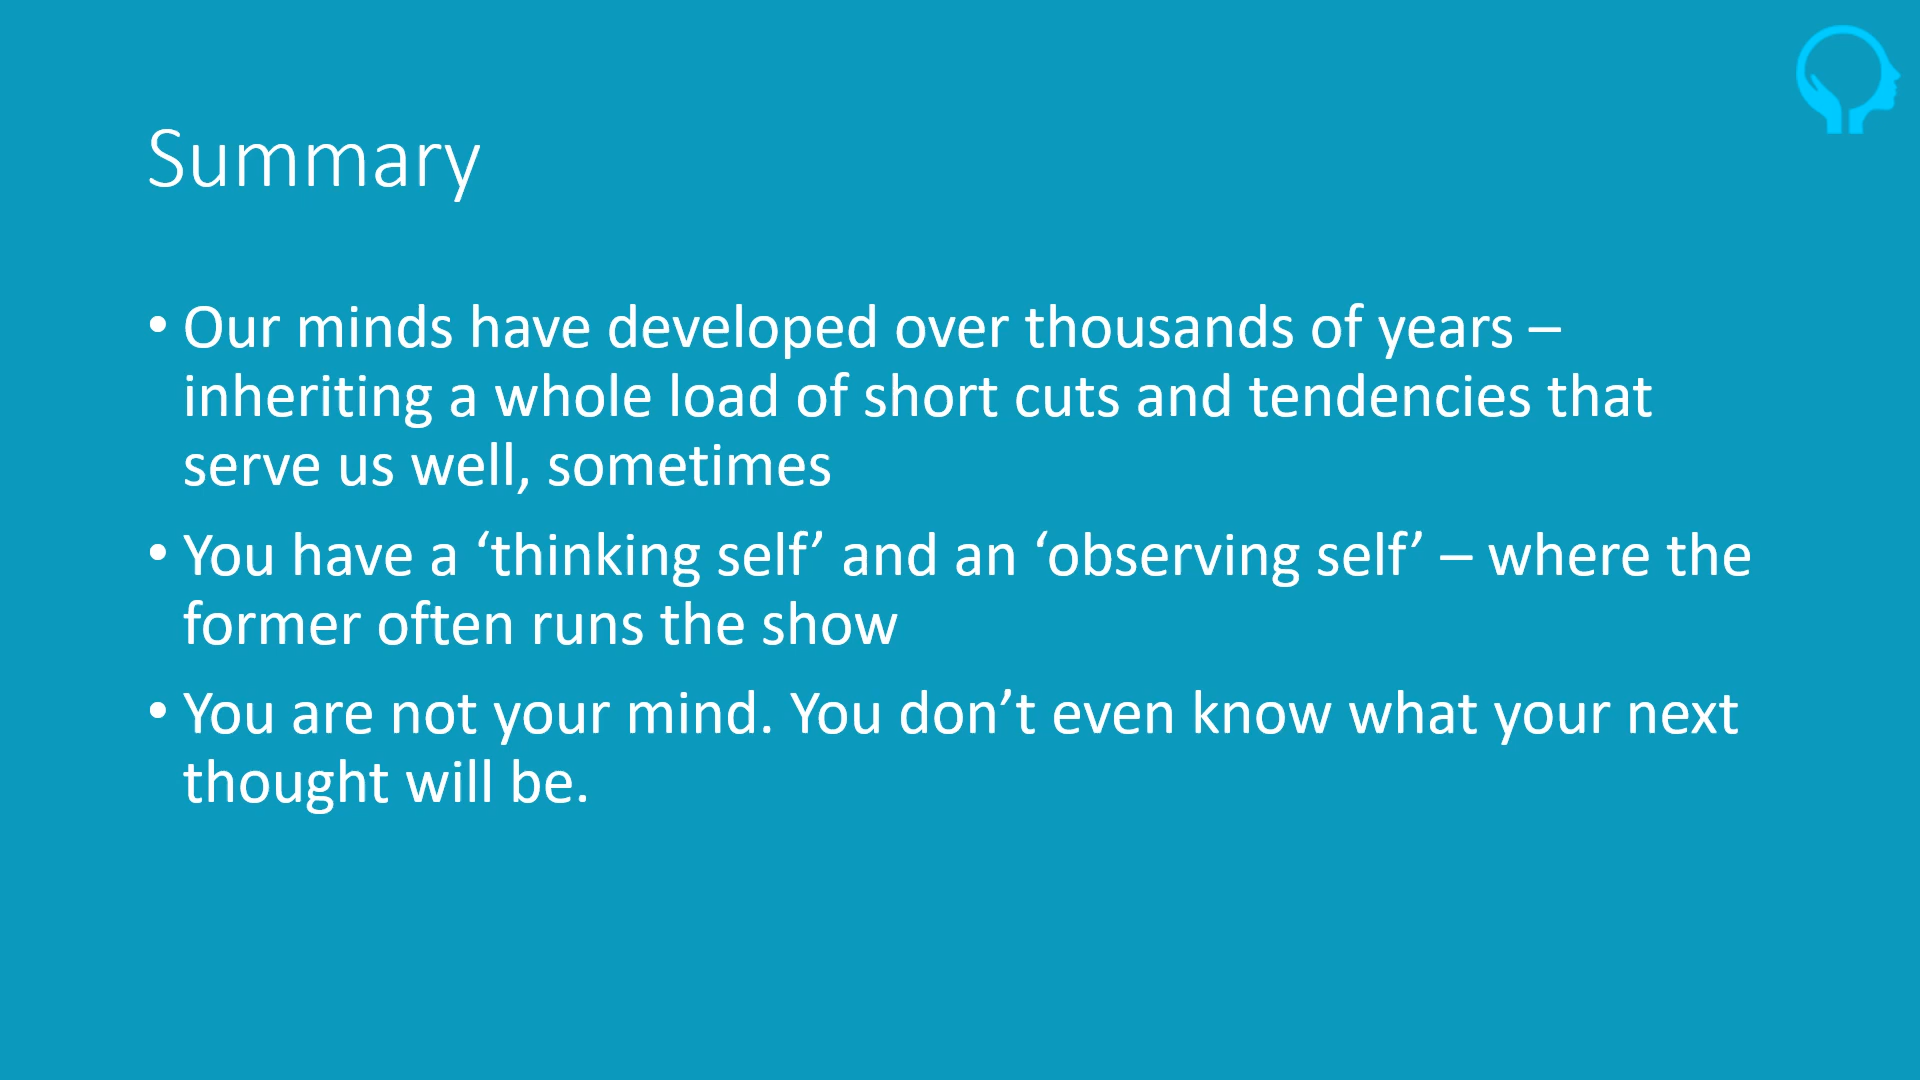 Summary
• Our minds have developed over thousands of years –
inheriting a whole load of short cuts and tendencies that
serve us well, sometimes
• You have a ‘thinking self’ and an ‘observing self’ – where the
former often runs the show
• You are not your mind. You don’t even know what your next
thought will be.